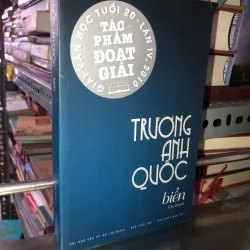 GIẢI VĂN HỌC TUỔI 20 - LẦN IV, 2010
TÁC
PHẨM
ĐOẠT
GIẢI
TRƯƠNG
ANH
QUỐC
biển